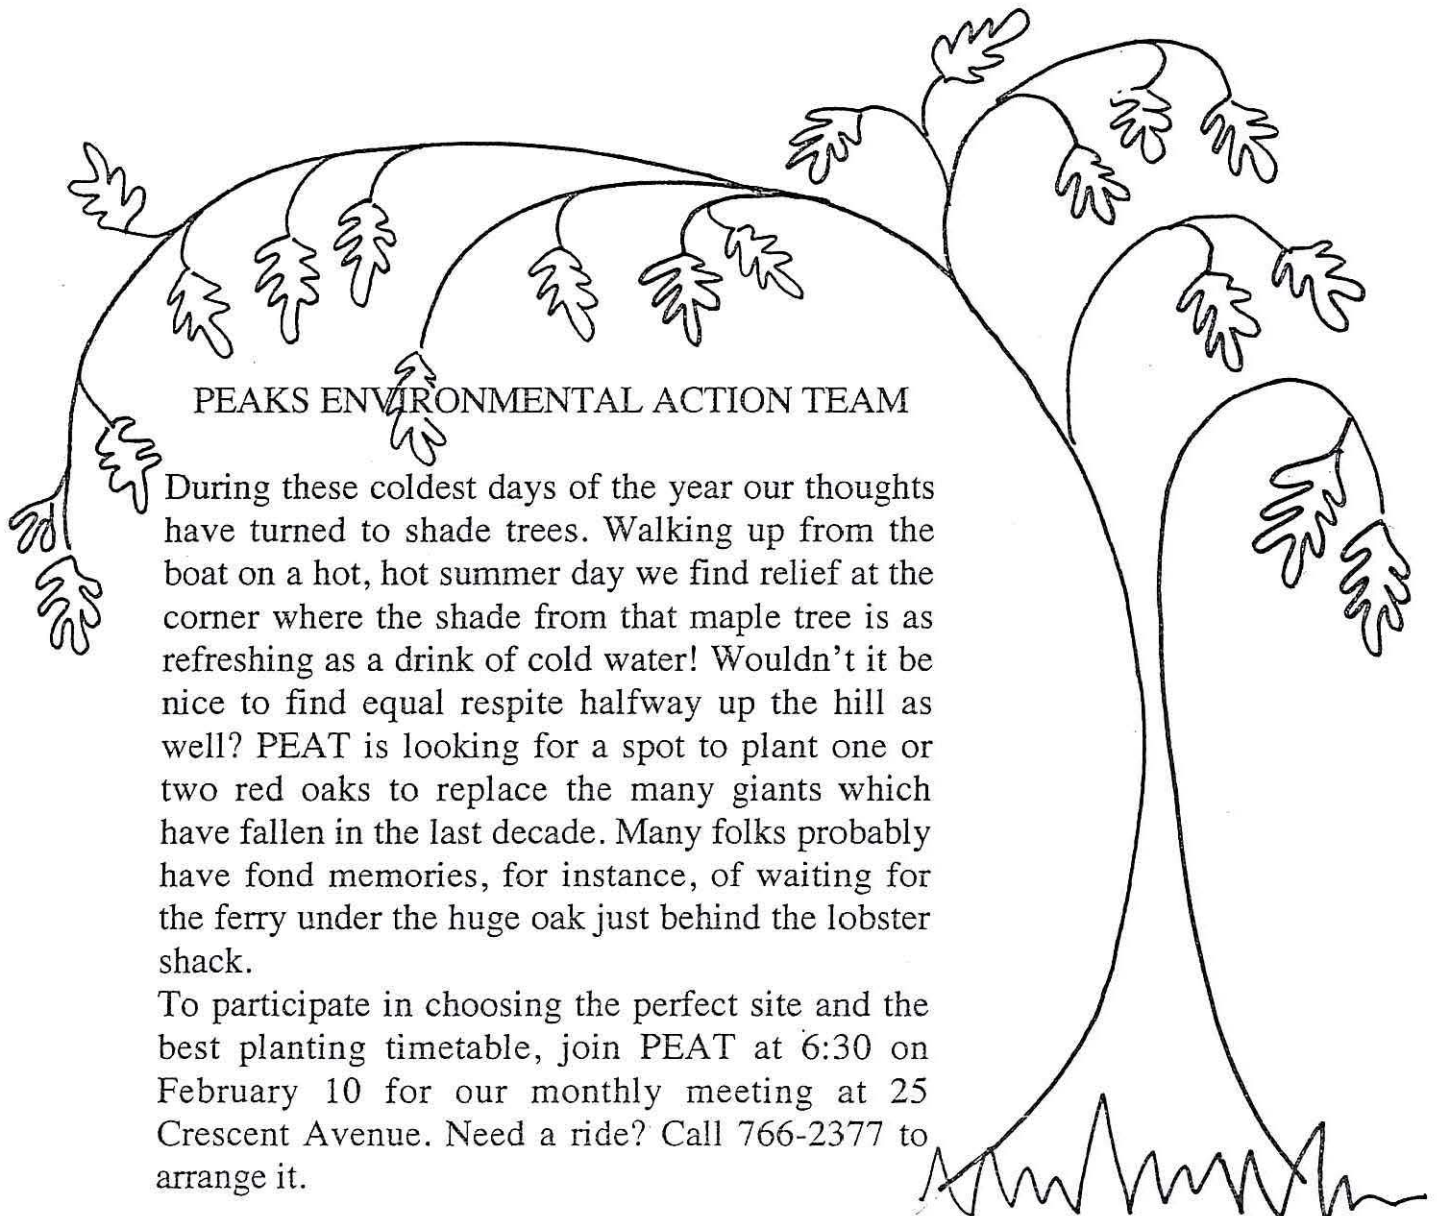 PEAKS ENVIRONMENTAL ACTION TEAM
During these coldest days of the year our thoughts
have turned to shade trees. Walking up from the
boat on a hot, hot summer day we find relief at the
corner where the shade from that maple tree is as
refreshing as a drink of cold water! Wouldn't it be
nice to find equal respite halfway up the hill as
well? PEAT is looking for a spot to plant one or
two red oaks to replace the many giants which
have fallen in the last decade. Many folks probably
have fond memories, for instance, of waiting for
the ferry under the huge oak just behind the lobster
shack.
To participate in choosing the perfect site and the
best planting timetable, join PEAT at 6:30 on
February 10 for our monthly meeting at 25
Crescent Avenue. Need a ride? Call 766-2377 to
arrange it.